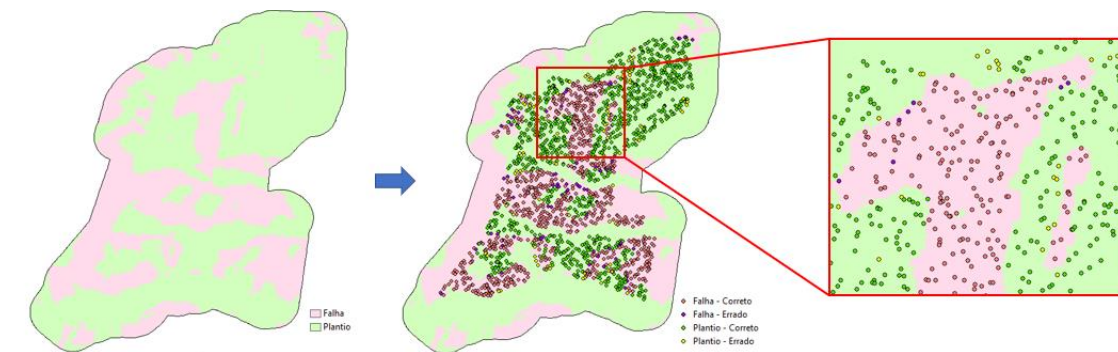 Falha
Plantio
Falha - Correto
Falha - Errado
Plantio - Correto
Plantio - Errado